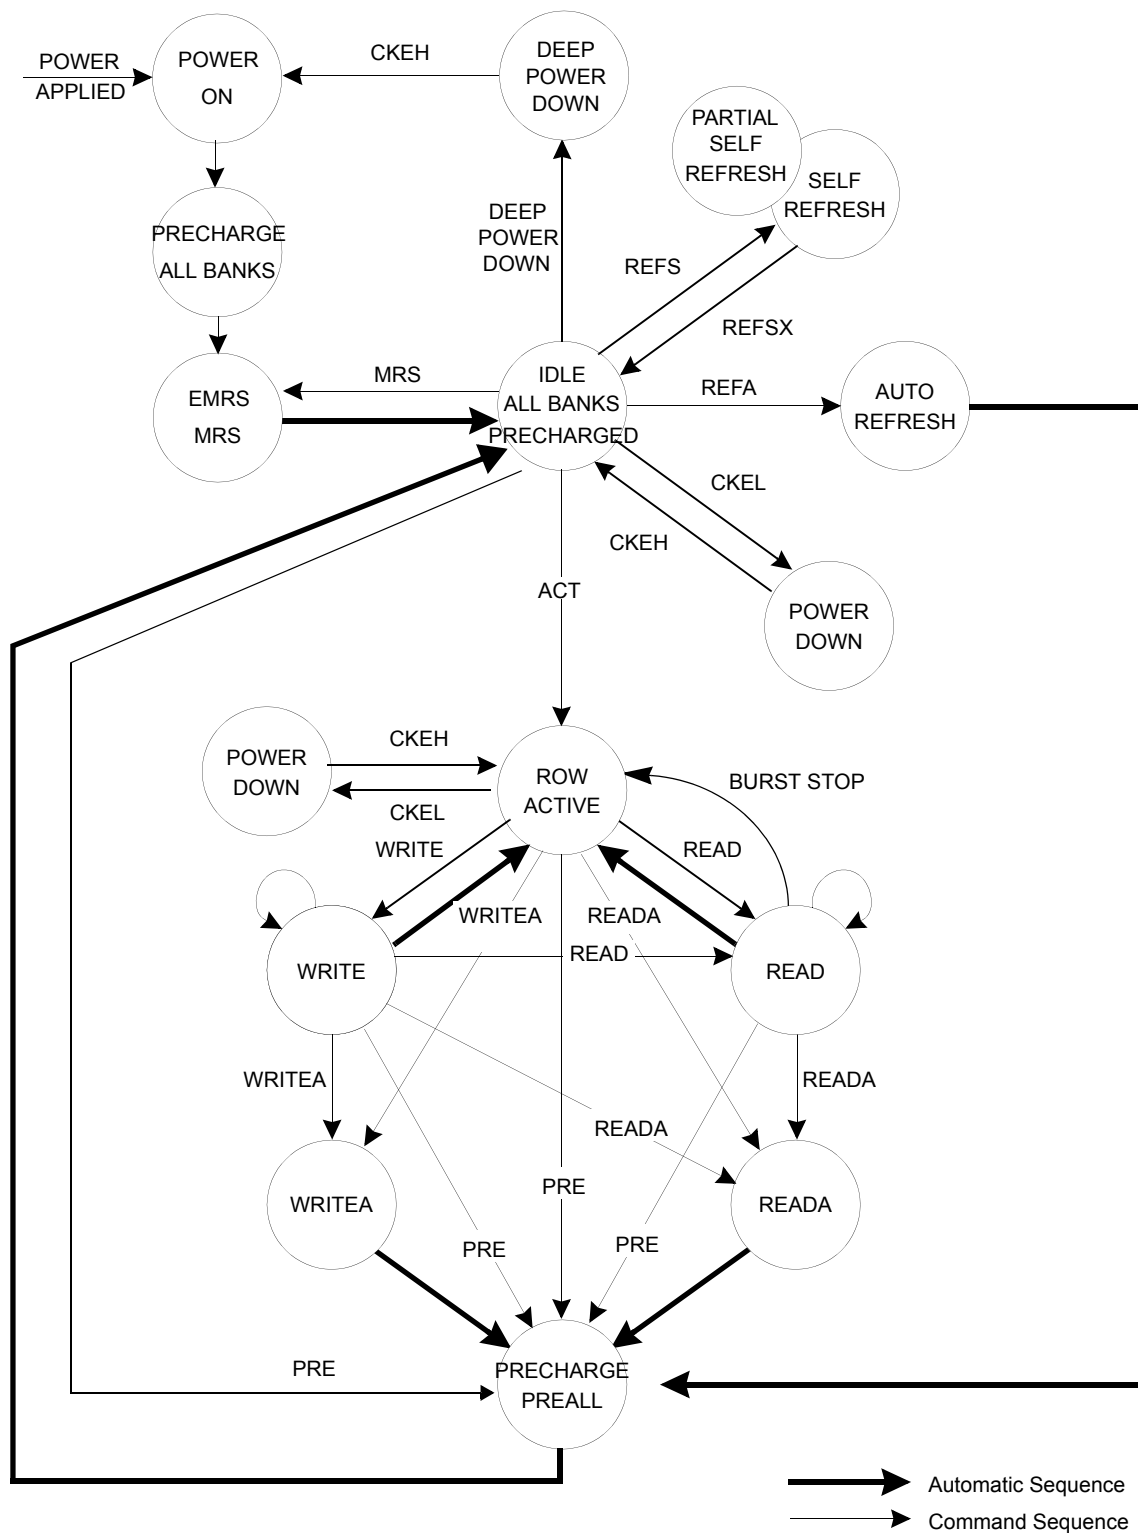 POWER
APPLIED
POWER
ON
CKEH
DEEP
POWER
DOWN
PARTIAL
SELF
REFRESH
SELF
REFRESH
PRECHARGE
ALL BANKS
DEEP
POWER
DOWN
REFS
REFSX
EMRS
MRS
MRS
IDLE
ALL BANKS
PRECHARGED
REFA
AUTO
REFRESH
CKEL
CKEH
ACT
POWER
DOWN
POWER
DOWN
CKEH
CKEL
ROW
ACTIVE
BURST STOP
WRITE
READ
WRITEA
READA
WRITE
READ
READ
WRITEA
READA
READA
WRITEA
PRE
READA
PRE
PRE
PRE
PRECHARGE
PREALL
Automatic Sequence
Command Sequence